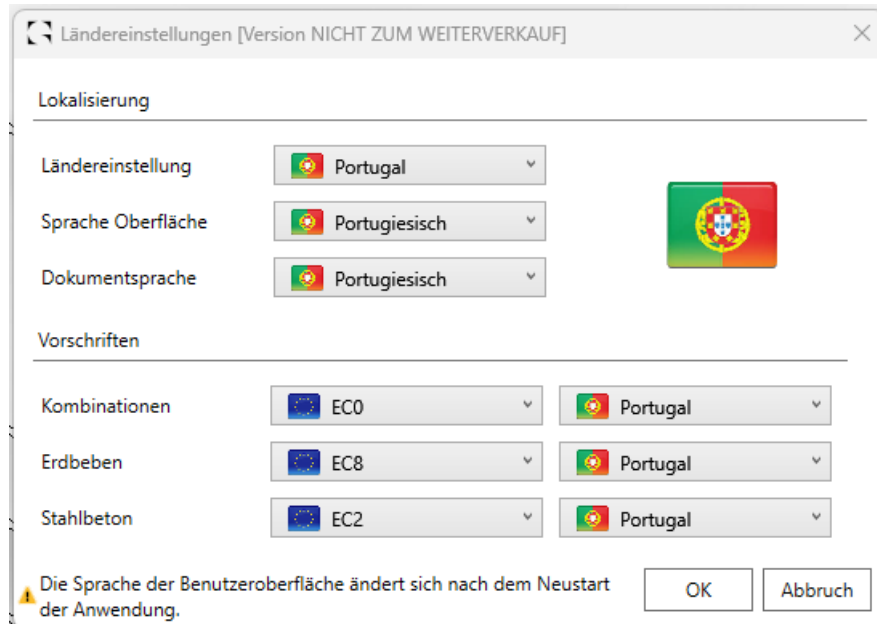 Ländereinstellungen [Version NICHT ZUM WEITERVERKAUF]
Lokalisierung
Ländereinstellung Portugal
Sprache Oberfläche Portugiesisch
Dokumentsprache Portugiesisch
Vorschriften
Kombinationen EC0 Portugal
Erdbeben EC8 Portugal
Stahlbeton EC2 Portugal
Die Sprache der Benutzeroberfläche ändert sich nach dem Neustart
der Anwendung.
OK Abbruch